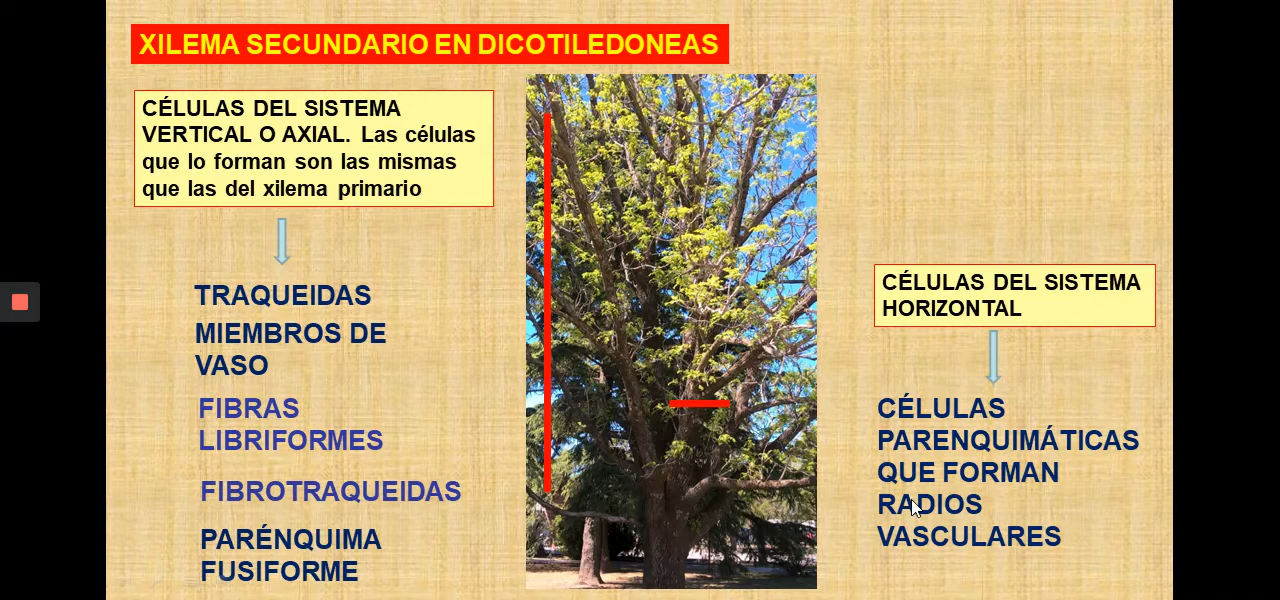 XILEMA SECUNDARIO EN DICOTILEDONEAS
CÉLULAS DEL SISTEMA
VERTICAL O AXIAL. Las células
que lo forman son las mismas
que las del xilema primario
TRAQUEIDAS
MIEMBROS DE
VASO
FIBRAS
LIBRIFORMES
FIBROTRAQUEIDAS
PARÉNQUIMA
FUSIFORME
CÉLULAS DEL SISTEMA
HORIZONTAL
CÉLULAS
PARENQUIMÁTICAS
QUE FORMAN
RADIOS
VASCULARES